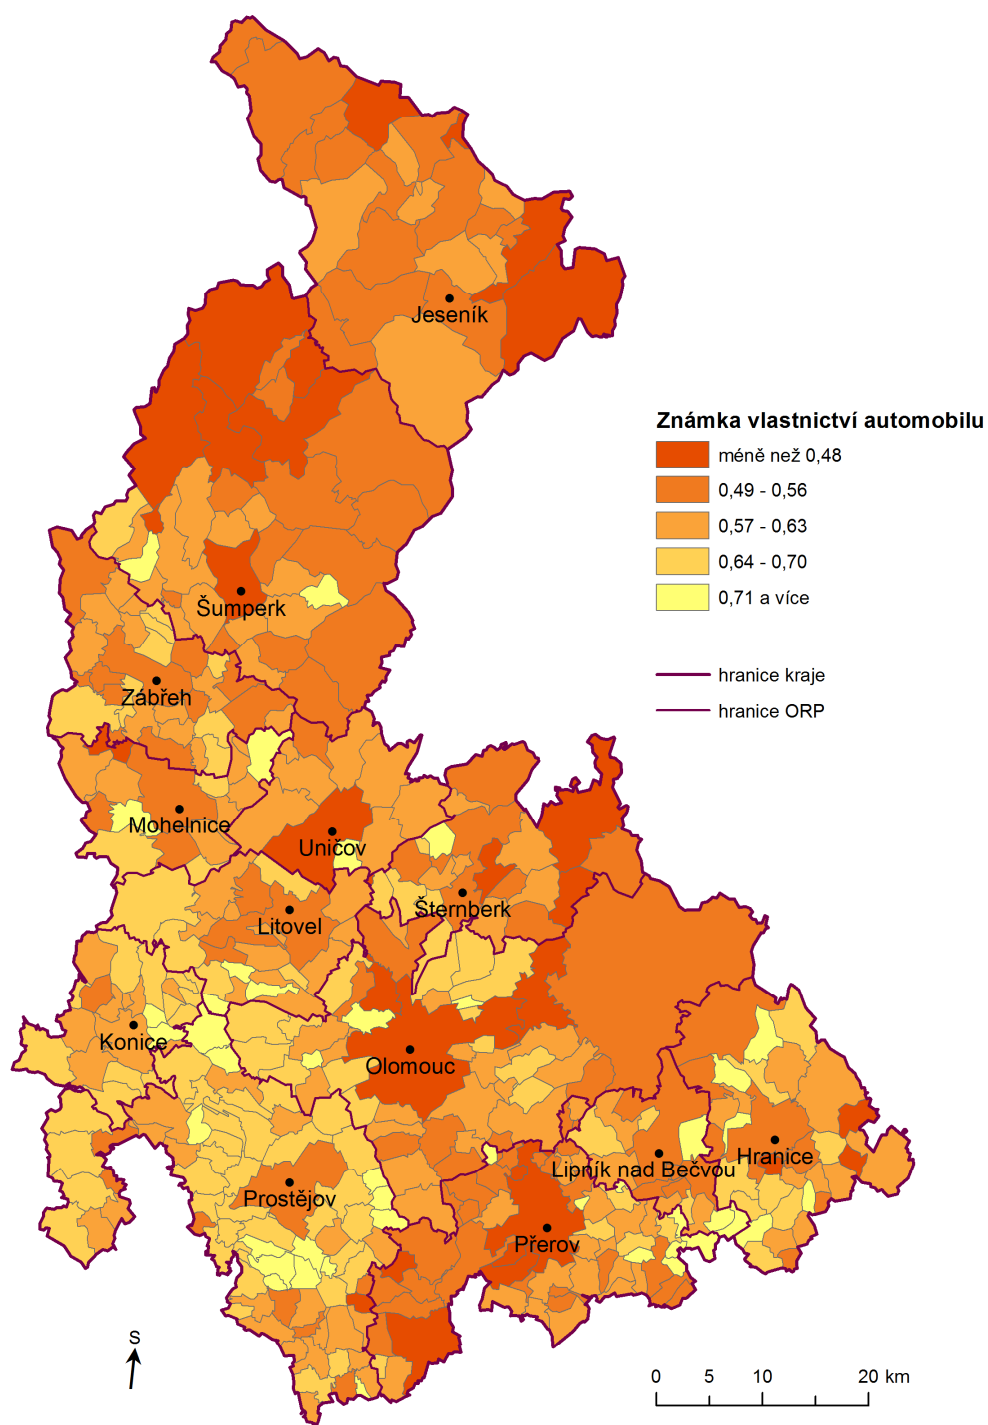 Jeseník
Známka vlastnictví automobilu
méně než 0,48
0,49 - 0,56
0,57 - 0,63
0,64 - 0,70
0,71 a více
Šumperk
hranice kraje
Zábřeh
hranice ORP
Mohelnice
Uničov
Šternberk
Litovel
Konice
Olomouc
Hranice
Lipník nad Bečvou
Prostějov
Přerov
S
0 5 10 20 km